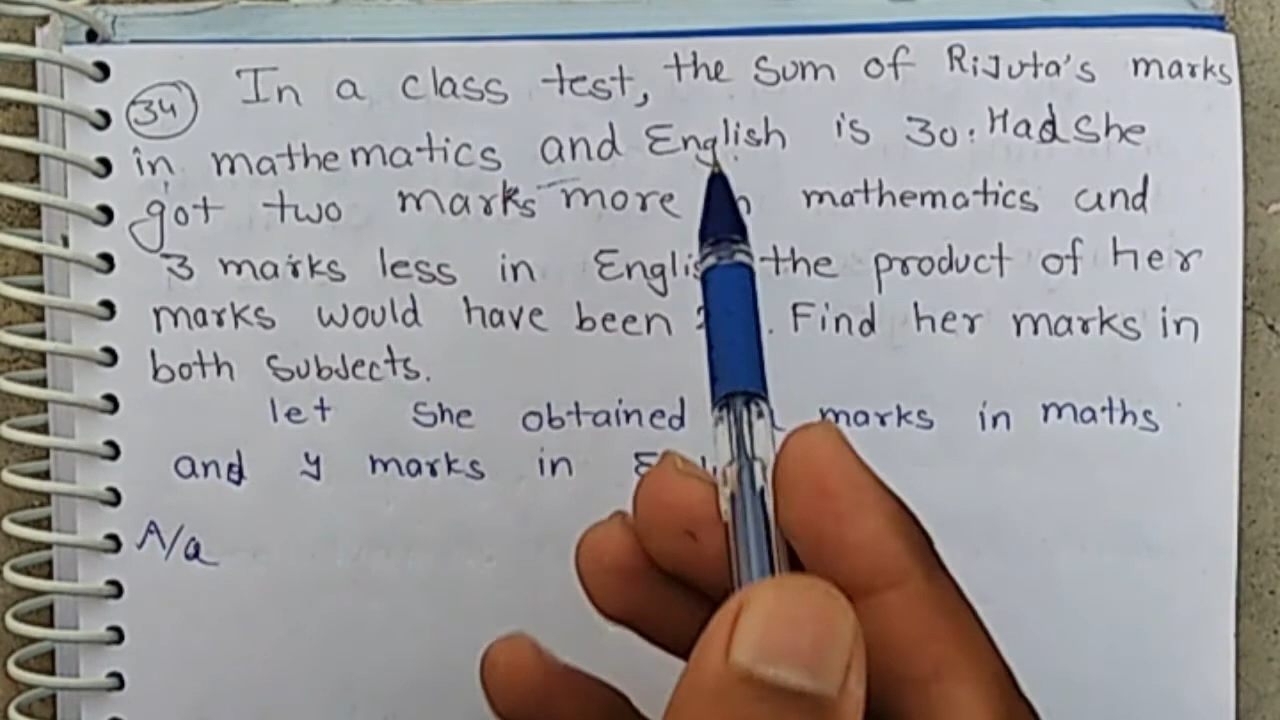 34 In a class test, the sum of Rijuta's marks
in mathematics and English is 30. Had she
got two marks more mathematics and
3 marks less in the product of her
marks would have been . Find her marks in
both subjects.
let she obtained marks in maths
and y marks in
A/q